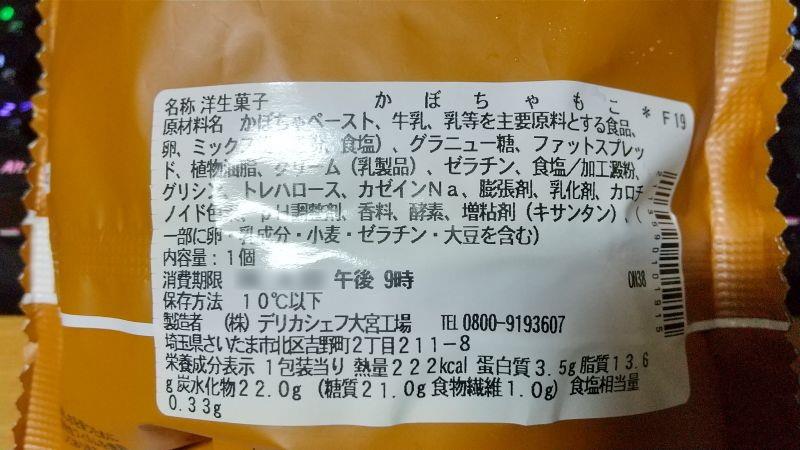 名称 洋生菓子 かぼちゃもこ * F19
原材料名 かぼちゃペースト、牛乳、乳等を主要原料とする食品、
卵、ミックス 食塩)、グラニュー糖、ファットスプレッ
ド、植物油脂、クリーム(乳製品)、ゼラチン、食塩/加工澱粉、
グリシン、トレハロース、カゼインNa、膨張剤、乳化剤、カロチ
ノイド色 pH調整剤、香料、酵素、増粘剤(キサンタン)、(
一部に卵・乳成分・小麦・ゼラチン・大豆を含む)
内容量:1個
消費期限 午後 9時
保存方法 10℃以下
製造者 (株)デリカシェフ大宮工場 TEL 0800-9193607
埼玉県さいたま市北区吉野町2丁目211-8
栄養成分表示 1包装当り 熱量222kcal 蛋白質3.5g 脂質13.6
g 炭水化物22.0g (糖質21.0g 食物繊維1.0g) 食塩相当量
0.33g
ON38